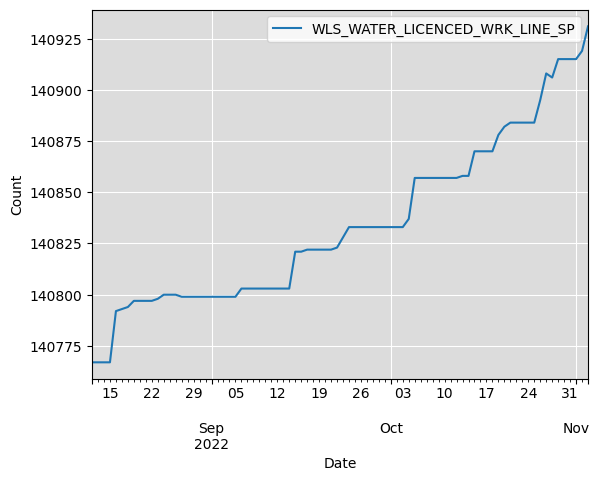 WLS_WATER_LICENCED_WRK_LINE_SP
140925
140900
140875
140850
140825
140800
140775
Count
15 22 29 05 12 19 26 03 10 17 24 31
Sep Oct Nov
2022
Date